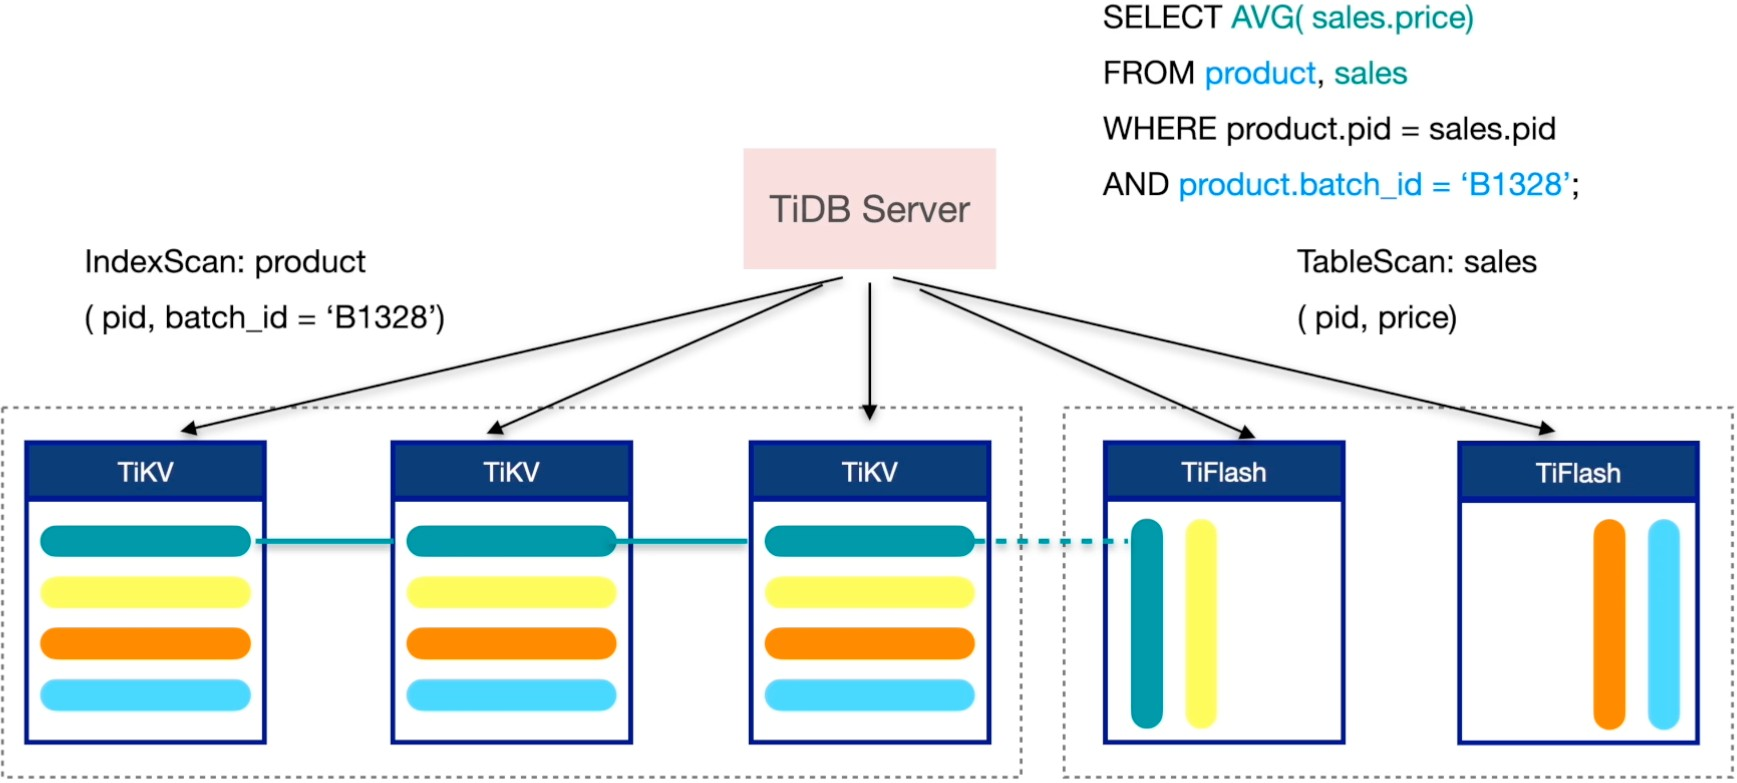 SELECT AVG( sales.price)
FROM product, sales
WHERE product.pid = sales.pid
AND product.batch_id = ‘B1328’;
TiDB Server
IndexScan: product
( pid, batch_id = ‘B1328’)
TableScan: sales
( pid, price)
TiKV
TiKV
TiKV
TiFlash
TiFlash